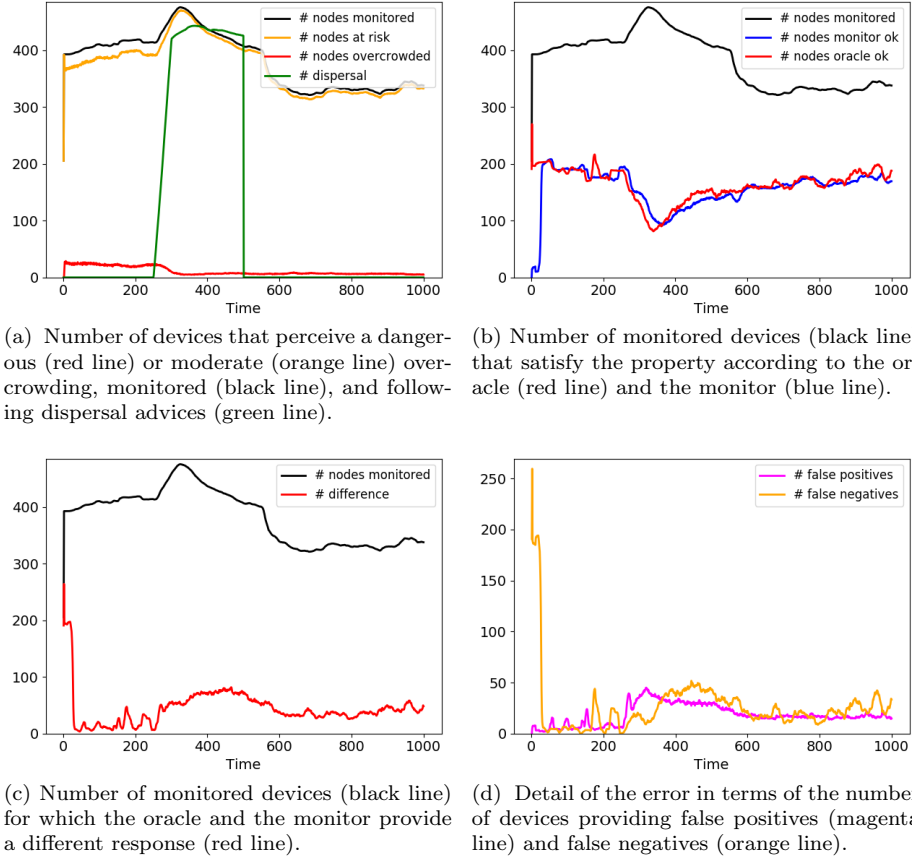 # nodes monitored
# nodes at risk
# nodes overcrowded
# dispersal
400
300
200
100
0
0 200 400 600 800 1000
Time
# nodes monitored
# nodes monitor ok
# nodes oracle ok
400
300
200
100
0
0 200 400 600 800 1000
Time
(a) Number of devices that perceive a danger-
ous (red line) or moderate (orange line) over-
crowding, monitored (black line), and follow-
ing dispersal advices (green line).
(b) Number of monitored devices (black line
that satisfy the property according to the or-
acle (red line) and the monitor (blue line).
# nodes monitored
# difference
400
300
200
100
0
0 200 400 600 800 1000
Time
# false positives
# false negatives
250
200
150
100
50
0
0 200 400 600 800 1000
Time
(c) Number of monitored devices (black line)
for which the oracle and the monitor provide
a different response (red line).
(d) Detail of the error in terms of the number
of devices providing false positives (magenta
line) and false negatives (orange line).